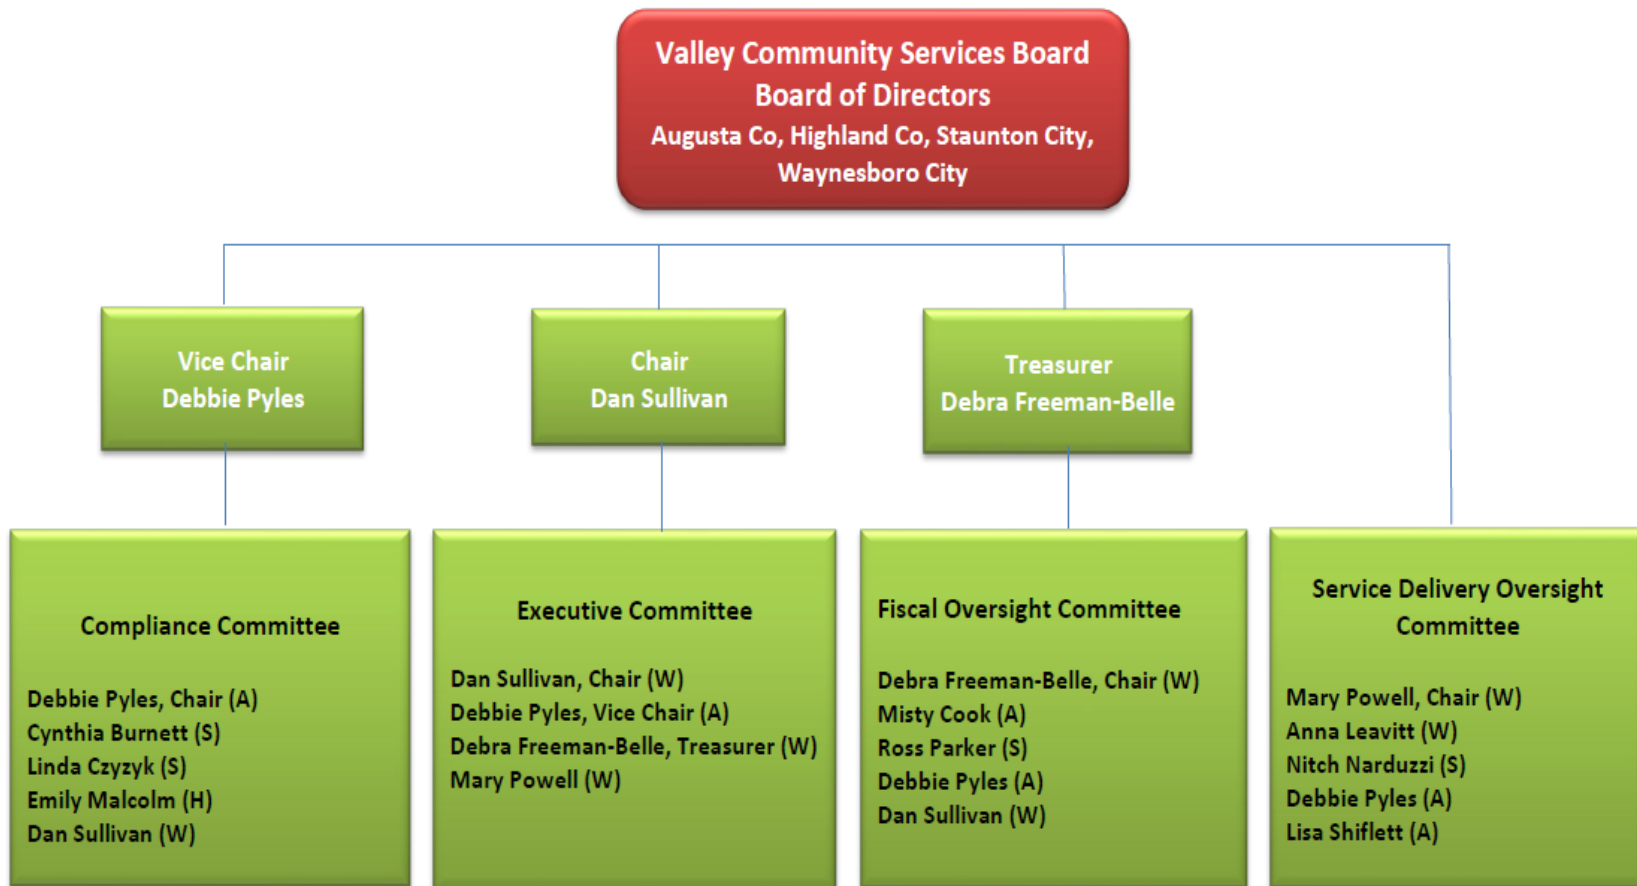 Valley Community Services Board
Board of Directors
Augusta Co, Highland Co, Staunton City,
Waynesboro City
Vice Chair
Debbie Pyles
Chair
Dan Sullivan
Treasurer
Debra Freeman-Belle
Compliance Committee
Debbie Pyles, Chair (A)
Cynthia Burnett (S)
Linda Czyzyk (S)
Emily Malcolm (H)
Dan Sullivan (W)
Executive Committee
Dan Sullivan, Chair (W)
Debbie Pyles, Vice Chair (A)
Debra Freeman-Belle, Treasurer (W)
Mary Powell (W)
Fiscal Oversight Committee
Debra Freeman-Belle, Chair (W)
Misty Cook (A)
Ross Parker (S)
Debbie Pyles (A)
Dan Sullivan (W)
Service Delivery Oversight
Committee
Mary Powell, Chair (W)
Anna Leavitt (W)
Nitch Narduzzi (S)
Debbie Pyles (A)
Lisa Shiflett (A)